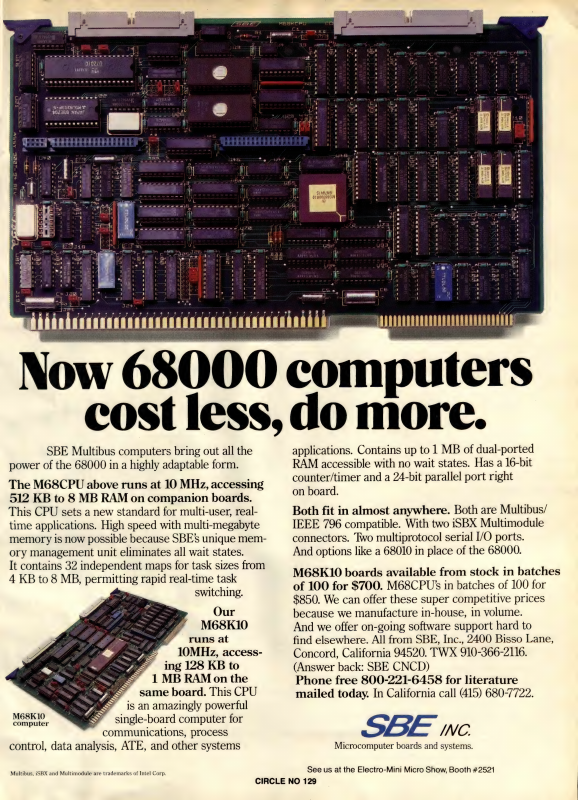 SBE M68KCPU
Now 68000 computers
cost less, do more.
SBE Multibus computers bring out all the
power of the 68000 in a highly adaptable form.
The M68CPU above runs at 10 MHz, accessing
512 KB to 8 MB RAM on companion boards.
This CPU sets a new standard for multi-user, real-
time applications. High speed with multi-megabyte
memory is now possible because SBE's unique mem-
ory management unit eliminates all wait states.
It contains 32 independent maps for task sizes from
4 KB to 8 MB, permitting rapid real-time task
switching.
Our
M68K10
runs at
10MHz, access-
ing 128 KB to
1 MB RAM on the
same board. This CPU
is an amazingly powerful
single-board computer for
communications, process
control, data analysis, ATE, and other systems
M68K10
computer
applications. Contains up to 1 MB of dual-ported
RAM accessible with no wait states. Has a 16-bit
counter/timer and a 24-bit parallel port right
on board.
Both fit in almost anywhere. Both are Multibus/
IEEE 796 compatible. With two iSBX Multimodule
connectors. Two multiprotocol serial I/O ports.
And options like a 68010 in place of the 68000.
M68K10 boards available from stock in batches
of 100 for $700. M68CPU's in batches of 100 for
$850. We can offer these super competitive prices
because we manufacture in-house, in volume.
And we offer on-going software support hard to
find elsewhere. All from SBE, Inc., 2400 Bisso Lane,
Concord, California 94520. TWX 910-366-2116.
(Answer back: SBE CNCD)
Phone free 800-221-6458 for literature
mailed today. In California call (415) 680-7722.
SBE INC.
Microcomputer boards and systems.
Multibus, iSBX and Multimodule are trademarks of Intel Corp.
See us at the Electro-Mini Micro Show, Booth #2521
CIRCLE NO 129